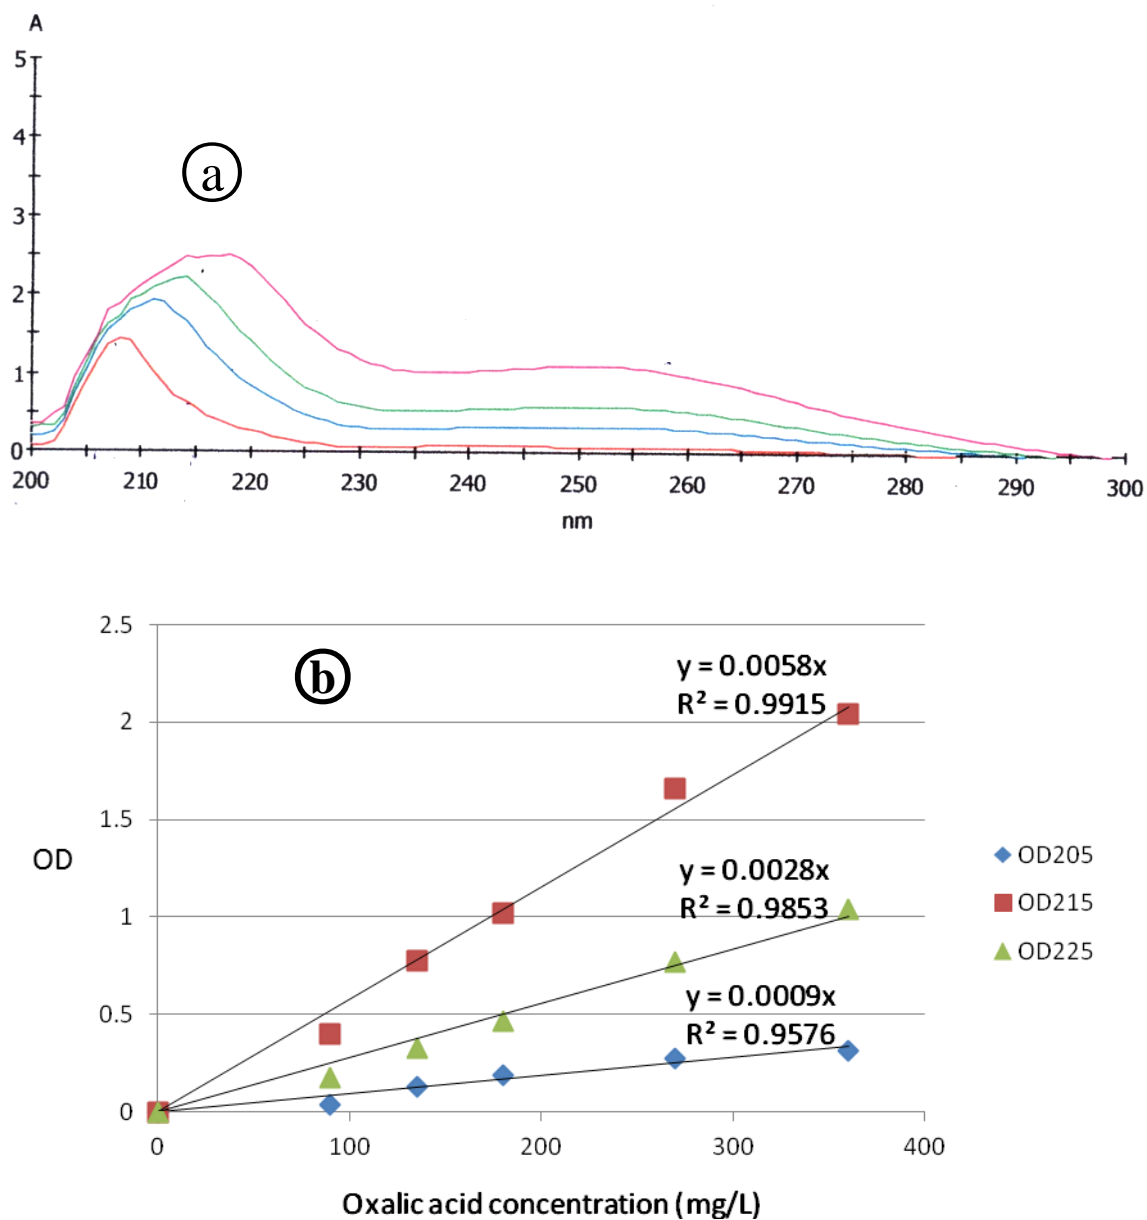 A
5
4
3
2
1
0
a
200 210 220 230 240 250 260 270 280 290 300
nm
2.5
2
1.5
1
0.5
0
OD
b
y = 0.0058x
R² = 0.9915
y = 0.0028x
R² = 0.9853
y = 0.0009x
R² = 0.9576
OD205
OD215
OD225
0 100 200 300 400
Oxalic acid concentration (mg/L)